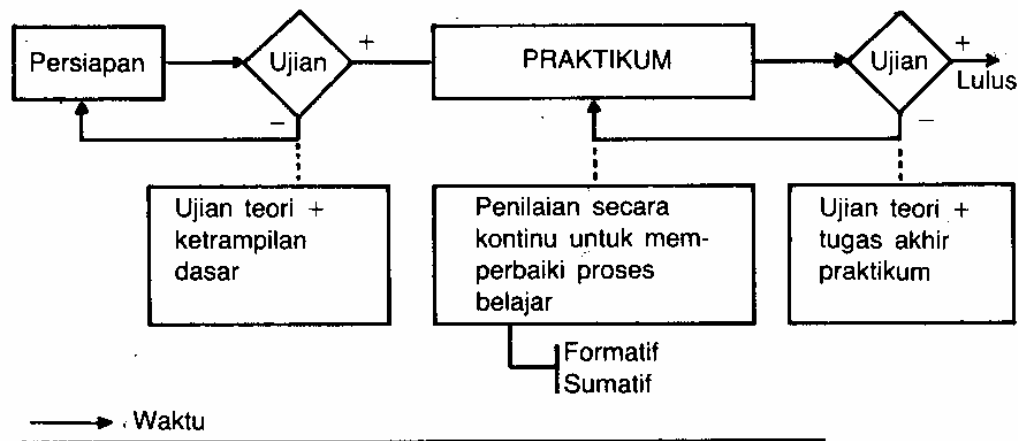 Persiapan
Ujian
+
−
PRAKTIKUM
Ujian
+
Lulus
−
Ujian teori +
ketrampilan
dasar
Penilaian secara
kontinu untuk mem-
perbaiki proses
belajar
Ujian teori +
tugas akhir
praktikum
Formatif
Sumatif
Waktu